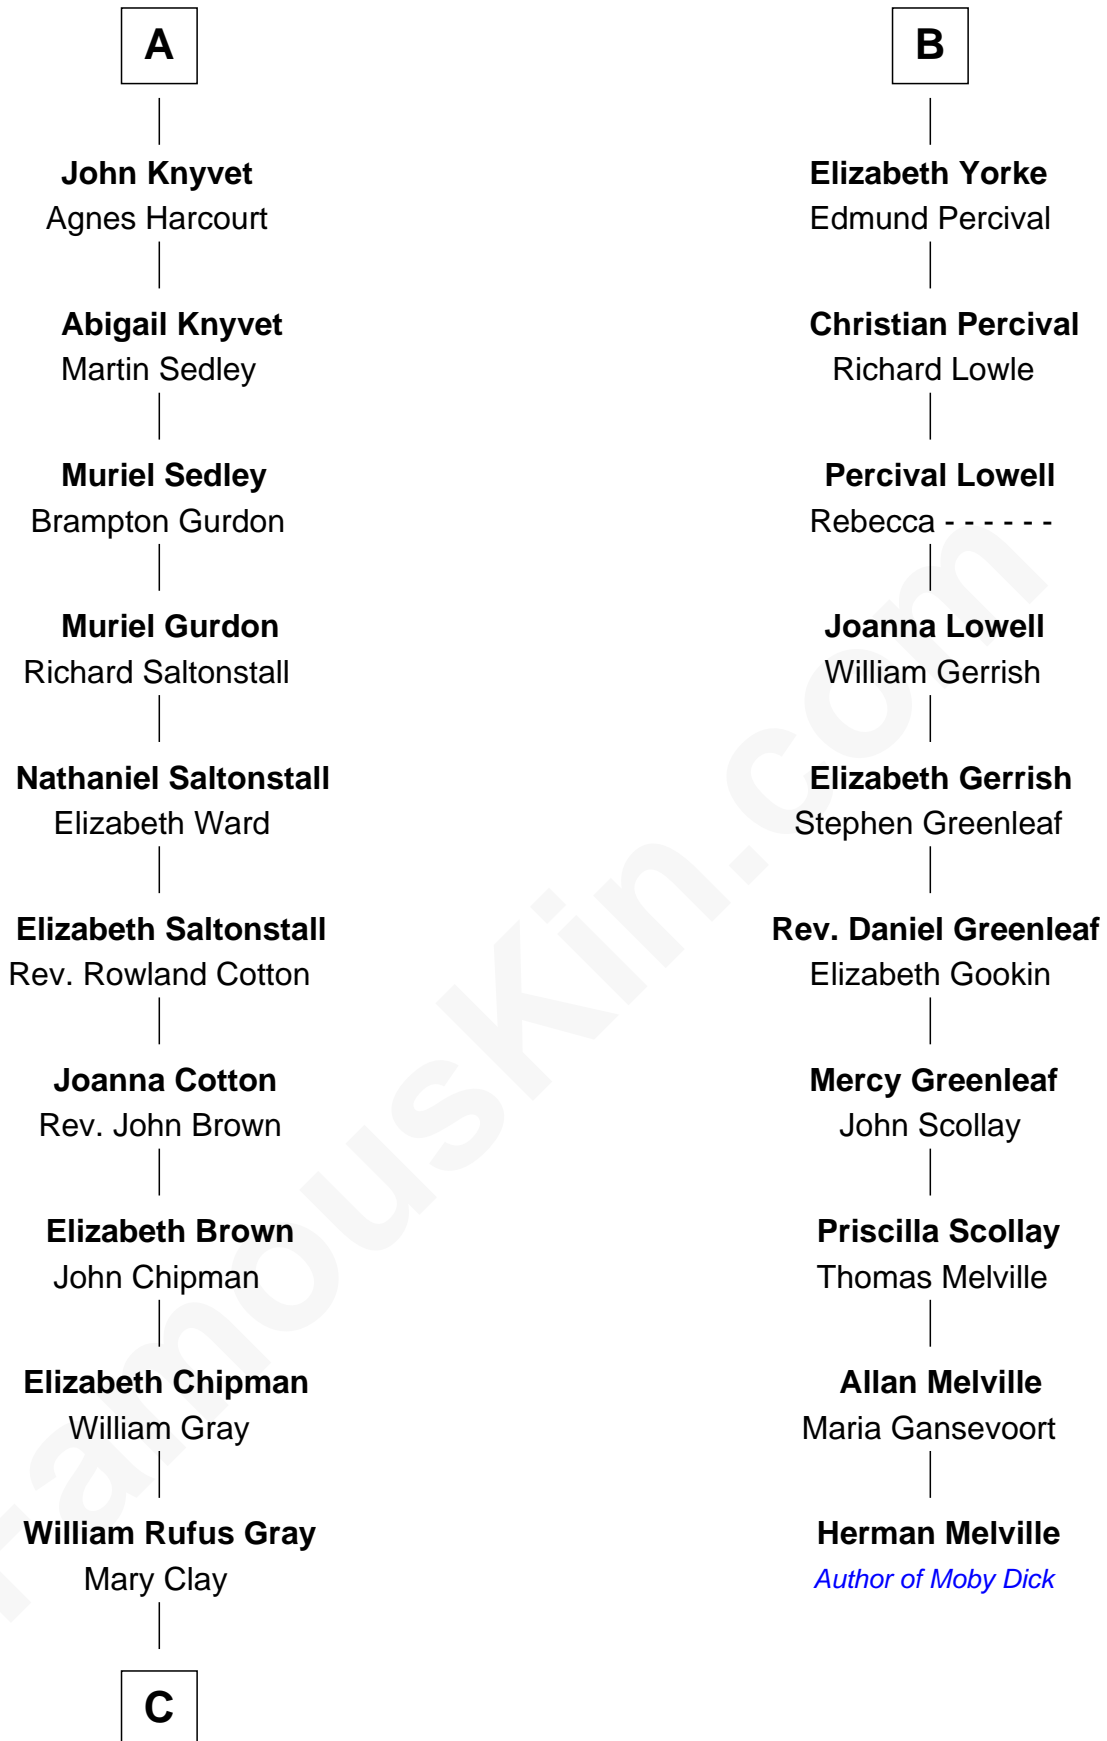 A
John Knyvet
Agnes Harcourt
Abigail Knyvet
Martin Sedley
Muriel Sedley
Brampton Gurdon
Muriel Gurdon
Richard Saltonstall
Nathaniel Saltonstall
Elizabeth Ward
Elizabeth Saltonstall
Rev. Rowland Cotton
Joanna Cotton
Rev. John Brown
Elizabeth Brown
John Chipman
Elizabeth Chipman
William Gray
William Rufus Gray
Mary Clay
C
B
Elizabeth Yorke
Edmund Percival
Christian Percival
Richard Lowle
Percival Lowell
Rebecca - - - - - -
Joanna Lowell
William Gerrish
Elizabeth Gerrish
Stephen Greenleaf
Rev. Daniel Greenleaf
Elizabeth Gookin
Mercy Greenleaf
John Scollay
Priscilla Scollay
Thomas Melville
Allan Melville
Maria Gansevoort
Herman Melville
Author of Moby Dick
FamousKin.com